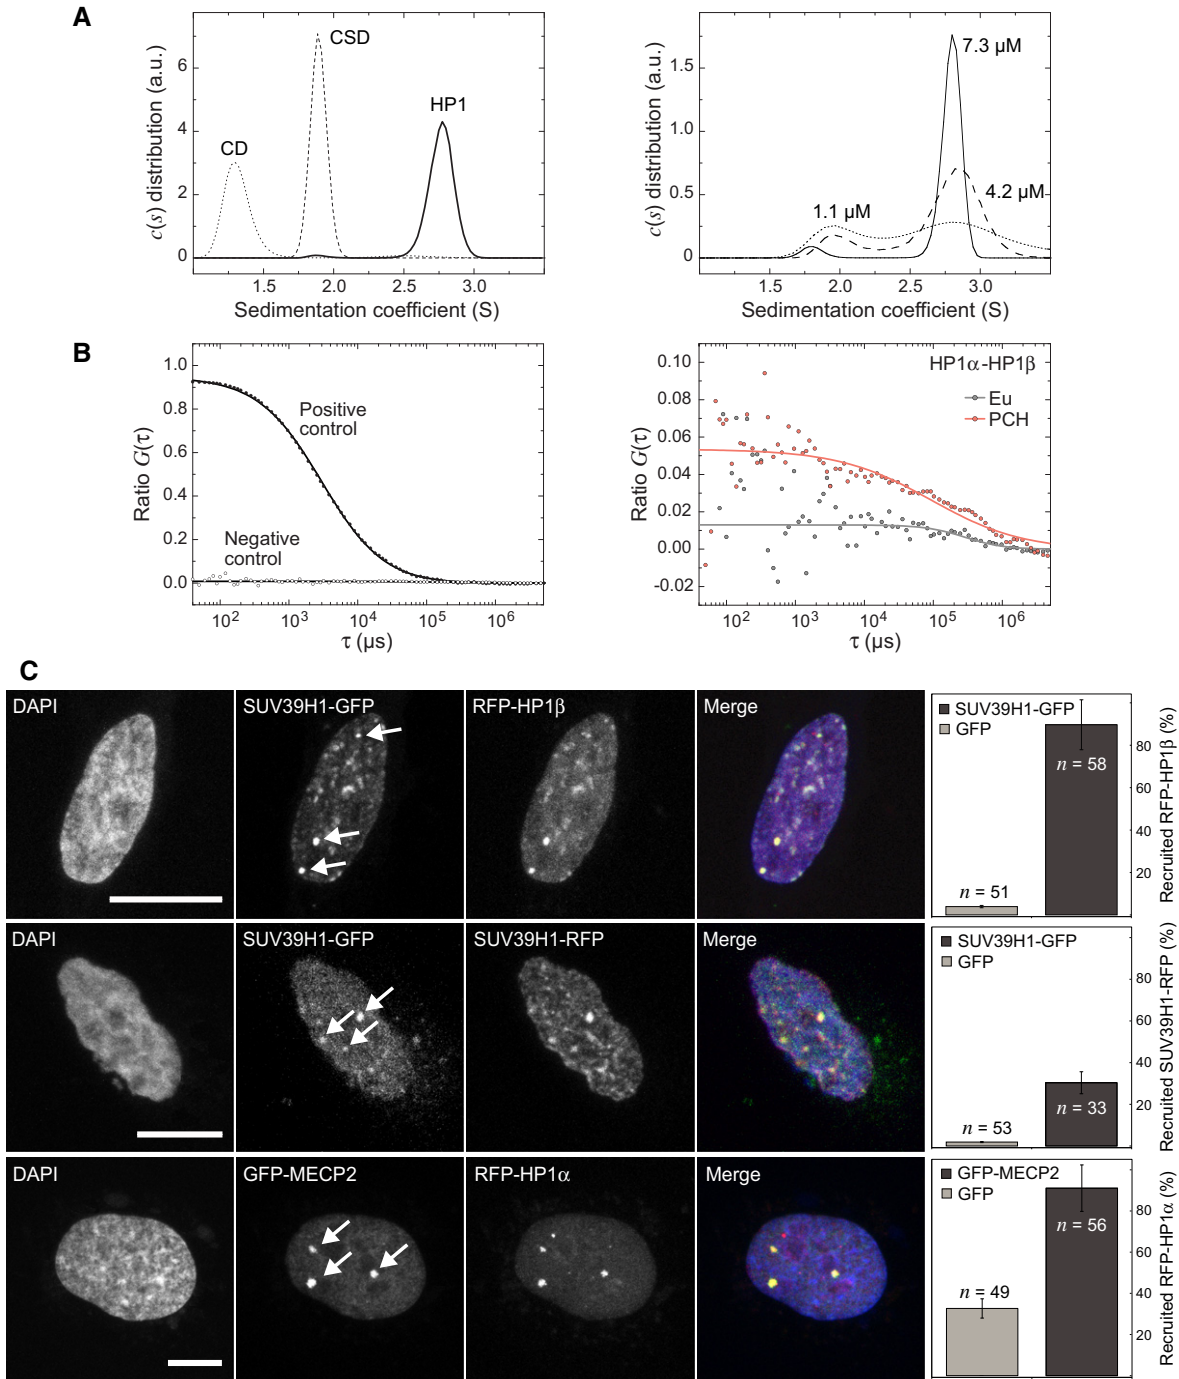 A
c(s) distribution (a.u.)
6
4
2
0
CD
CSD
HP1
1.5
2.0
2.5
3.0
Sedimentation coefficient (S)
c(s) distribution (a.u.)
1.5
1.0
0.5
0
7.3 µM
4.2 µM
1.1 µM
1.5
2.0
2.5
3.0
Sedimentation coefficient (S)
B
Ratio G(τ)
1.0
0.8
0.6
0.4
0.2
0.0
Positive
control
Negative
control
10²
10³
10⁴
10⁵
10⁶
τ (µs)
Ratio G(τ)
0.10
0.08
0.06
0.04
0.02
0.00
-0.02
HP1α-HP1β
Eu
PCH
10²
10³
10⁴
10⁵
10⁶
τ (µs)
C
DAPI
SUV39H1-GFP
RFP-HP1β
Merge
SUV39H1-GFP
GFP
n = 58
n = 51
80
60
40
20
Recruited RFP-HP1β (%)
DAPI
SUV39H1-GFP
SUV39H1-RFP
Merge
SUV39H1-GFP
GFP
n = 33
n = 53
80
60
40
20
Recruited SUV39H1-RFP (%)
DAPI
GFP-MECP2
RFP-HP1α
Merge
GFP-MECP2
GFP
n = 56
n = 49
80
60
40
20
Recruited RFP-HP1α (%)